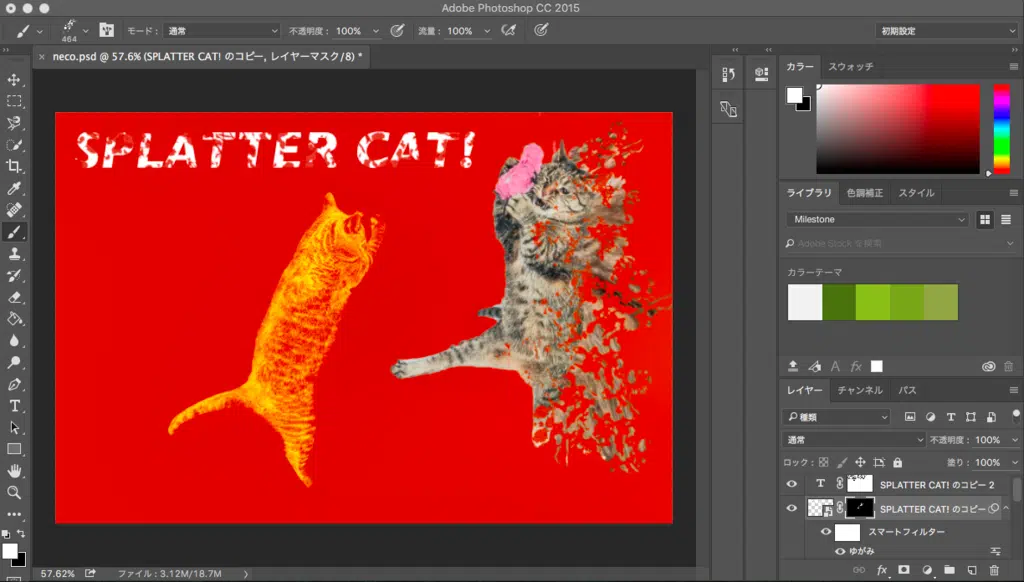 Adobe Photoshop CC 2015
464
モード： 通常 不透明度： 100% 流量： 100% 初期設定
× neco.psd @ 57.6% (SPLATTER CAT! のコピー, レイヤーマスク/8) *
カラー スウォッチ
SPLATTER CAT!
ライブラリ 色調補正 スタイル
Milestone
Adobe Stock を検索
カラーテーマ
A fx
レイヤー チャンネル パス
種類
T
通常 不透明度： 100%
ロック： 塗り： 100%
T SPLATTER CAT! のコピー 2
SPLATTER CAT! のコピー
スマートフィルター
ゆがみ
fx
57.62% ファイル：3.12M/18.7M